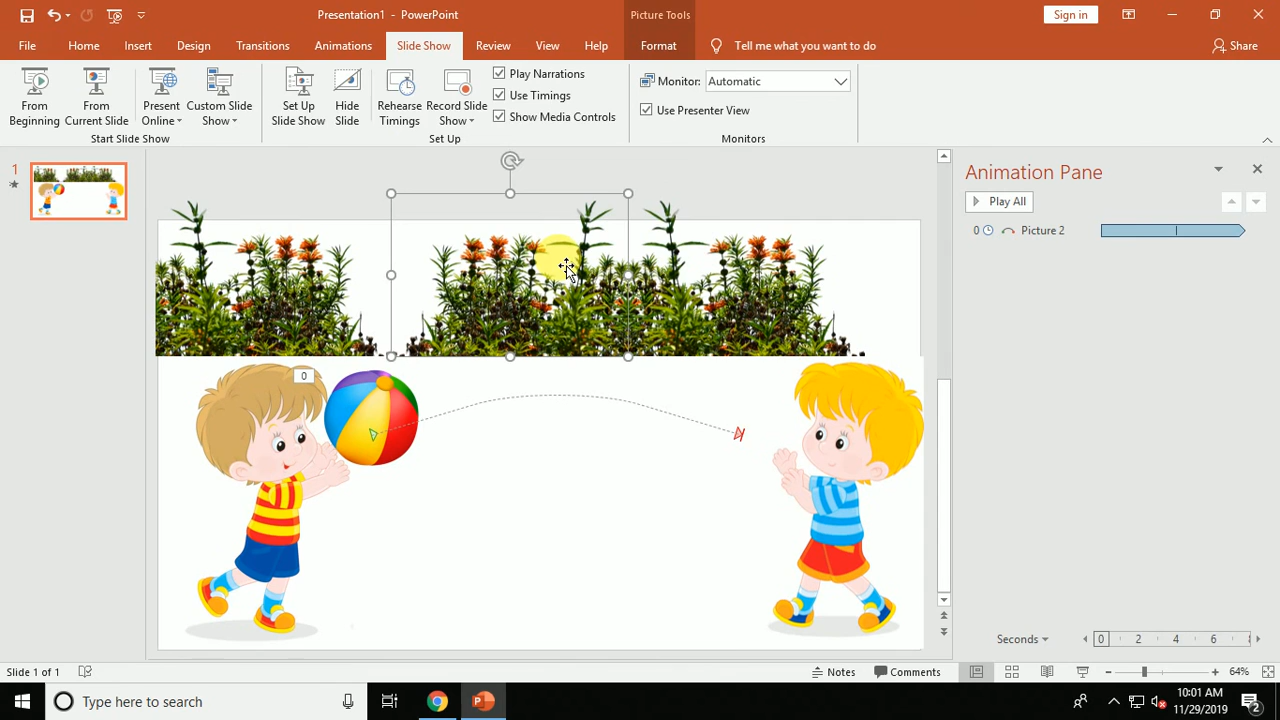 Presentation1 - PowerPoint
Picture Tools
Sign in
File
Home
Insert
Design
Transitions
Animations
Slide Show
Review
View
Help
Format
Tell me what you want to do
Share
From
Beginning
From
Current Slide
Present
Online
Custom Slide
Show
Start Slide Show
Set Up
Slide Show
Hide
Slide
Rehearse
Timings
Record Slide
Show
Play Narrations
Use Timings
Show Media Controls
Set Up
Monitor: Automatic
Use Presenter View
Monitors
1
0
Animation Pane
Play All
0 Picture 2
Seconds
0 2 4 6
Slide 1 of 1
Notes
Comments
64%
Type here to search
10:01 AM
11/29/2019
2